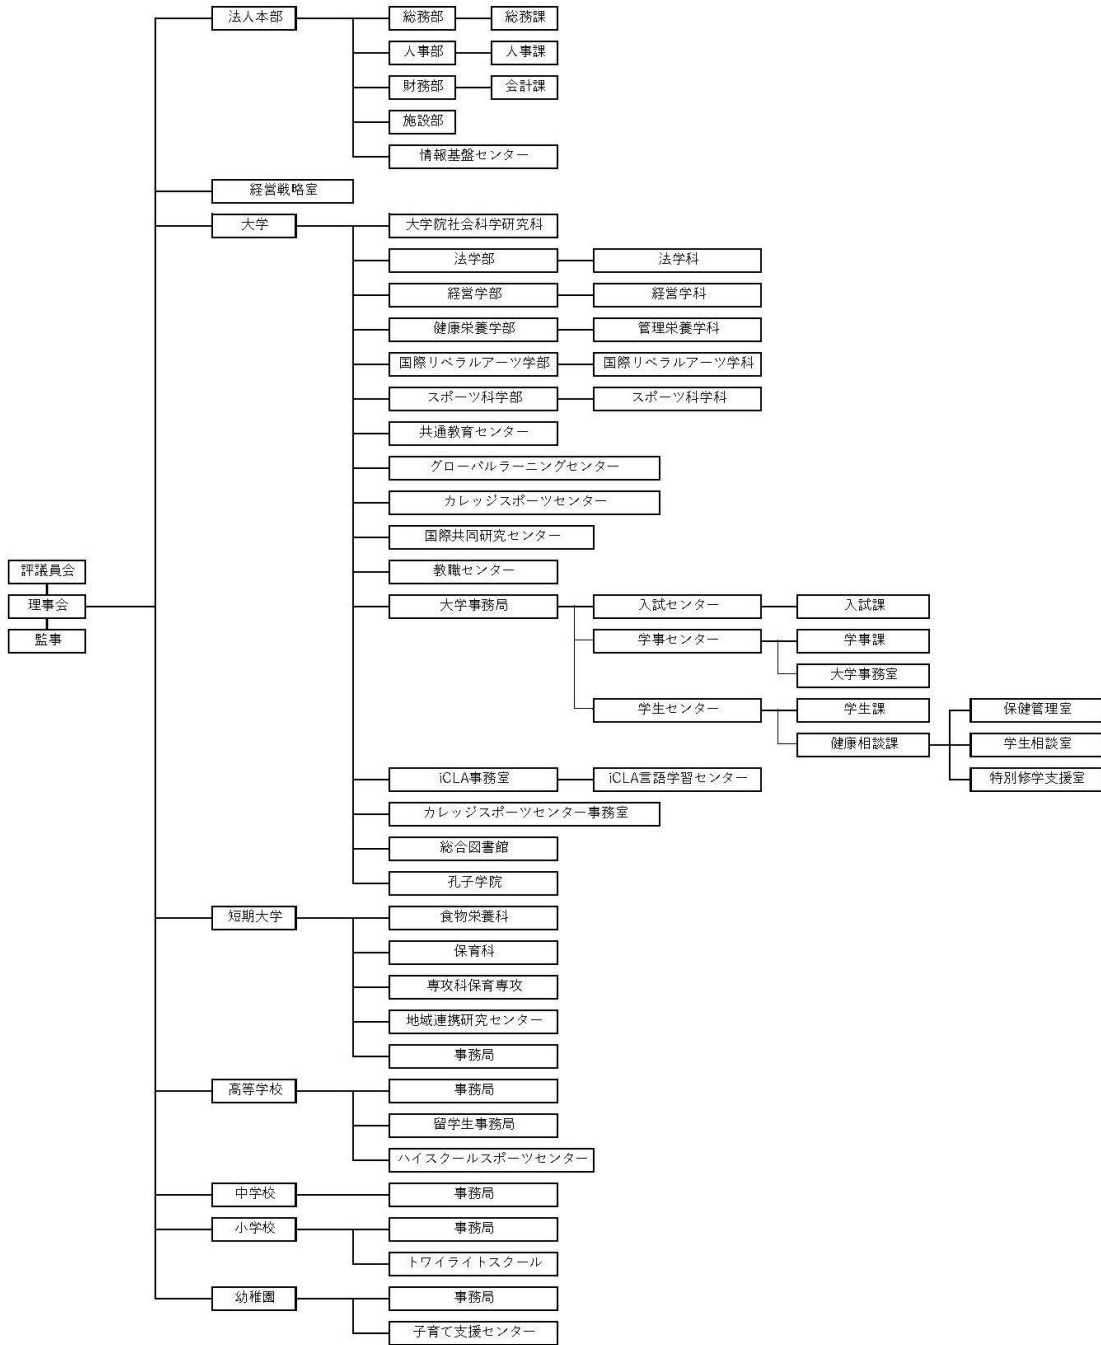 法人本部
総務部
総務課
人事部
人事課
財務部
会計課
施設部
情報基盤センター
経営戦略室
大学
大学院社会科学研究科
法学部
法学科
経営学部
経営学科
健康栄養学部
管理栄養学科
国際リベラルアーツ学部
国際リベラルアーツ学科
スポーツ科学部
スポーツ科学科
共通教育センター
グローバルラーニングセンター
カレッジスポーツセンター
国際共同研究センター
評議員会
教職センター
理事会
大学事務局
入試センター
入試課
監事
学事センター
学事課
大学事務室
学生センター
学生課
保健管理室
健康相談課
学生相談室
iCLA事務室
iCLA言語学習センター
特別修学支援室
カレッジスポーツセンター事務室
総合図書館
孔子学院
短期大学
食物栄養科
保育科
専攻科保育専攻
地域連携研究センター
事務局
高等学校
事務局
留学生事務局
ハイスクールスポーツセンター
中学校
事務局
小学校
事務局
トワイライトスクール
幼稚園
事務局
子育て支援センター